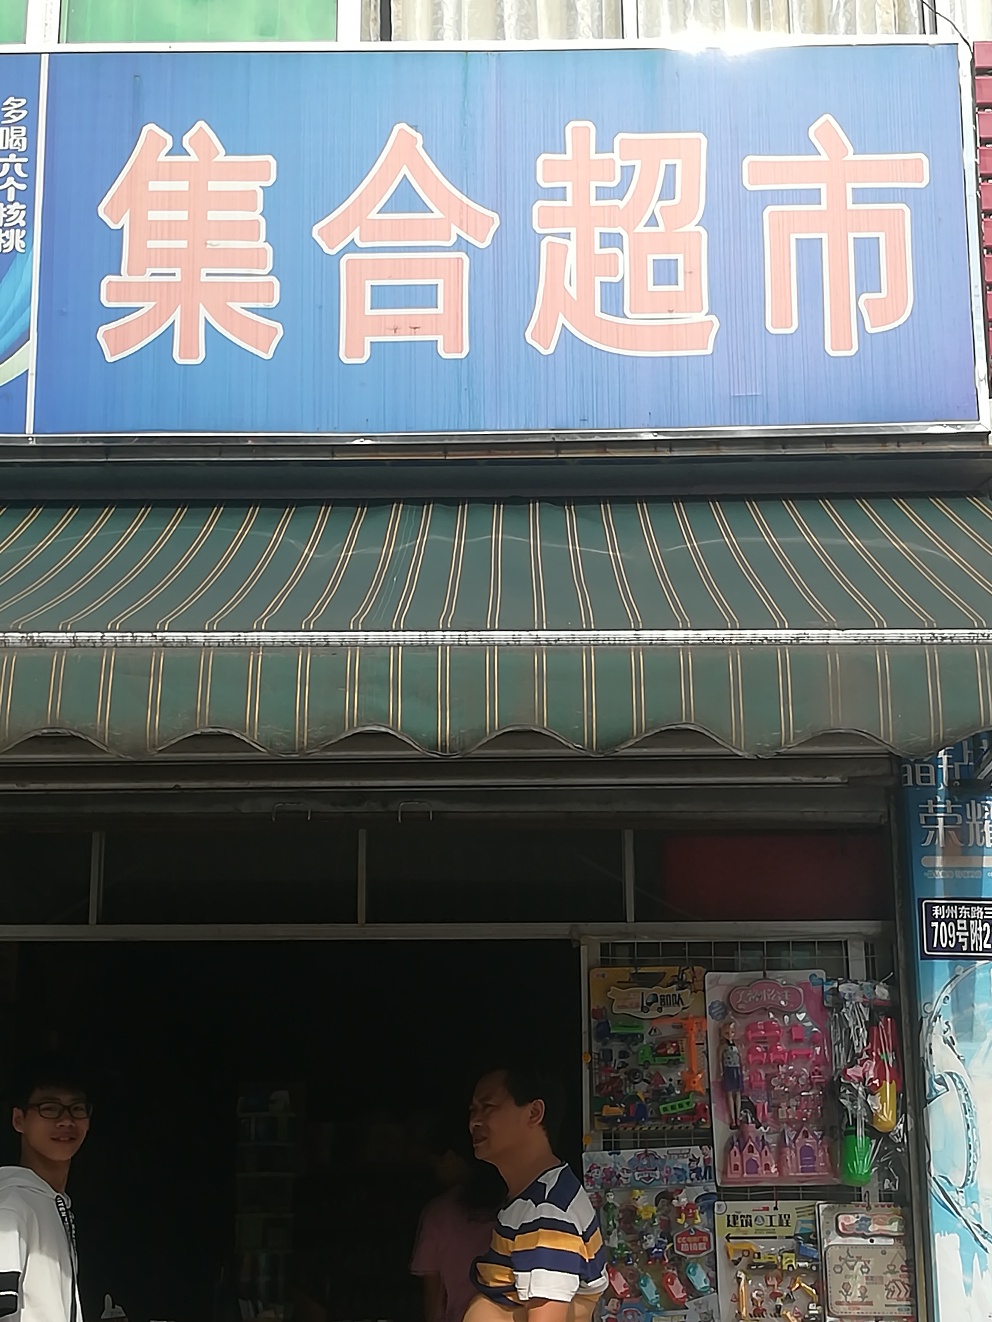 多喝六个核桃
集合超市
荣耀
利州东路三
709号附2
建筑工程